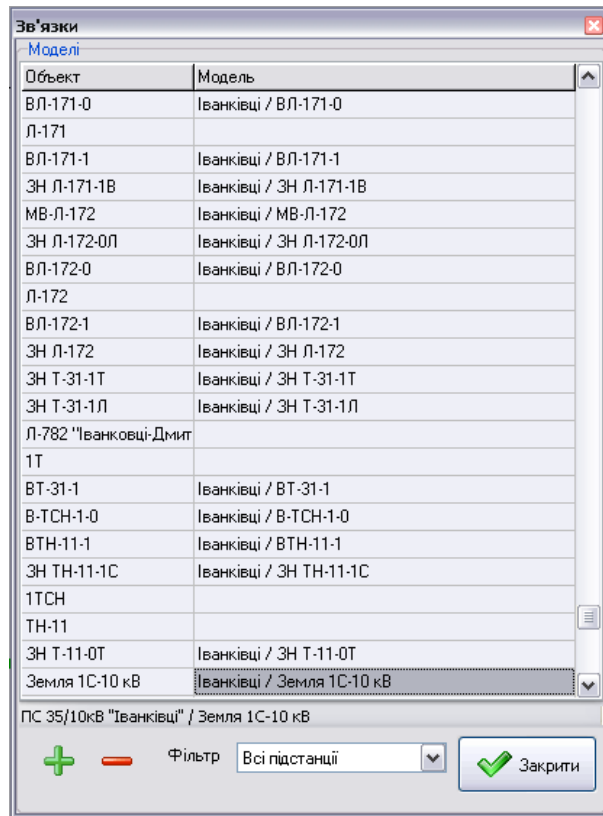 Зв'язки
Моделі
Объект Модель
ВЛ-171-0 Іванківці / ВЛ-171-0
Л-171
ВЛ-171-1 Іванківці / ВЛ-171-1
ЗН Л-171-1В Іванківці / ЗН Л-171-1В
МВ-Л-172 Іванківці / МВ-Л-172
ЗН Л-172-0Л Іванківці / ЗН Л-172-0Л
ВЛ-172-0 Іванківці / ВЛ-172-0
Л-172
ВЛ-172-1 Іванківці / ВЛ-172-1
ЗН Л-172 Іванківці / ЗН Л-172
ЗН Т-31-1Т Іванківці / ЗН Т-31-1Т
ЗН Т-31-1Л Іванківці / ЗН Т-31-1Л
Л-782 "Іванковці-Дмит
1Т
ВТ-31-1 Іванківці / ВТ-31-1
В-ТСН-1-0 Іванківці / В-ТСН-1-0
ВТН-11-1 Іванківці / ВТН-11-1
ЗН ТН-11-1С Іванківці / ЗН ТН-11-1С
1ТСН
ТН-11
ЗН Т-11-0Т Іванківці / ЗН Т-11-0Т
Земля 1С-10 кВ Іванківці / Земля 1С-10 кВ
ПС 35/10кВ "Іванківці" / Земля 1С-10 кВ
Фільтр Всі підстанції Закрити